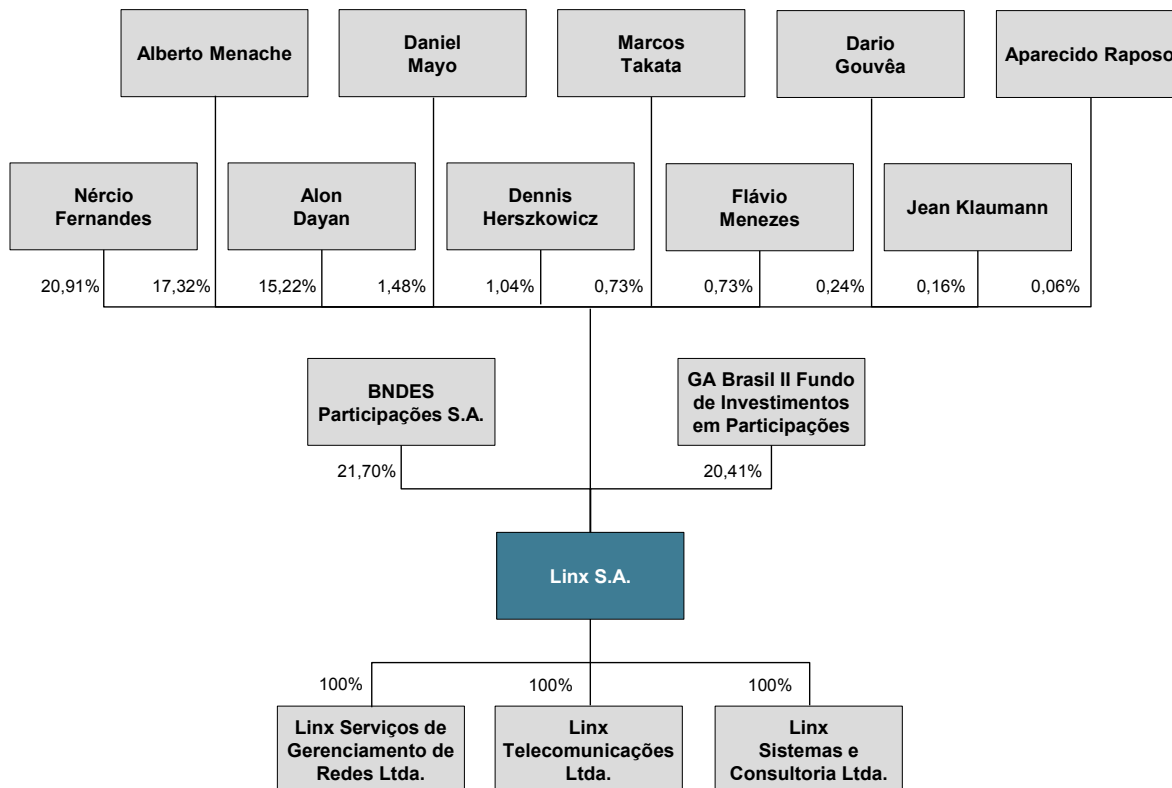 Alberto Menache
Daniel
Mayo
Marcos
Takata
Dario
Gouvêa
Aparecido Raposo
Nércio
Fernandes
Alon
Dayan
Dennis
Herszkowicz
Flávio
Menezes
Jean Klaumann
20,91%
17,32%
15,22%
1,48%
1,04%
0,73%
0,73%
0,24%
0,16%
0,06%
BNDES
Participações S.A.
GA Brasil II Fundo
de Investimentos
em Participações
21,70%
20,41%
Linx S.A.
100%
100%
100%
Linx Serviços de
Gerenciamento de
Redes Ltda.
Linx
Telecomunicações
Ltda.
Linx
Sistemas e
Consultoria Ltda.